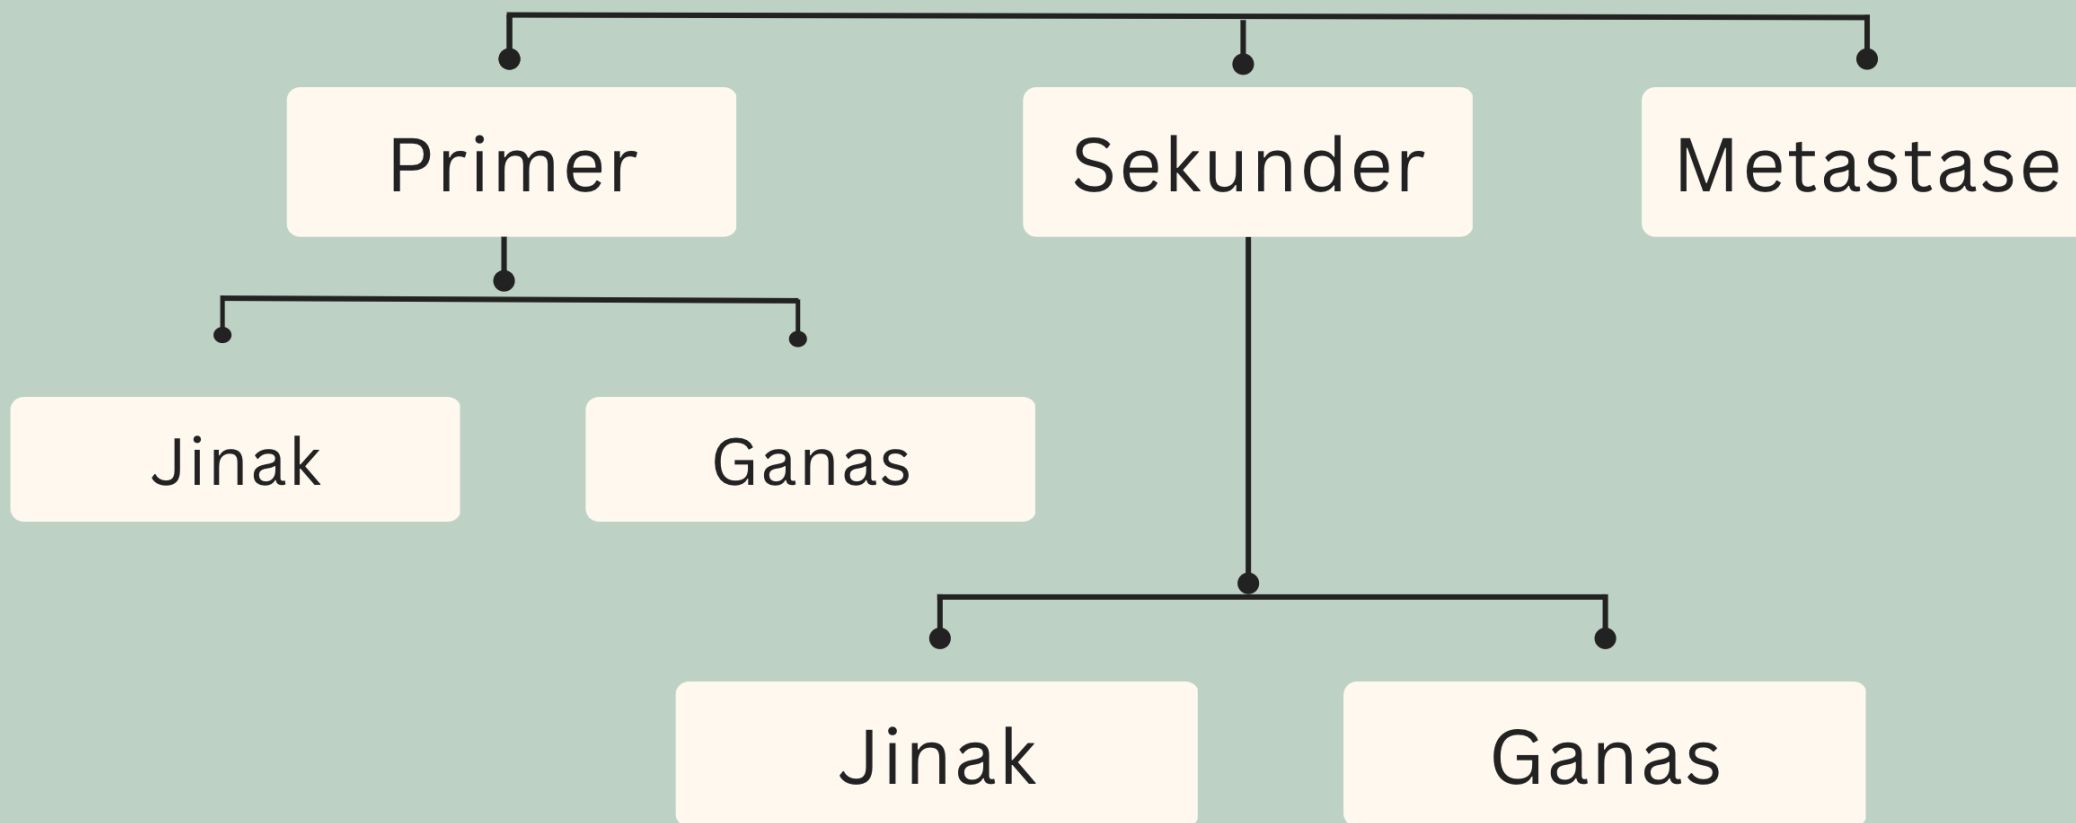 Primer
Sekunder
Metastase
Jinak
Ganas
Jinak
Ganas